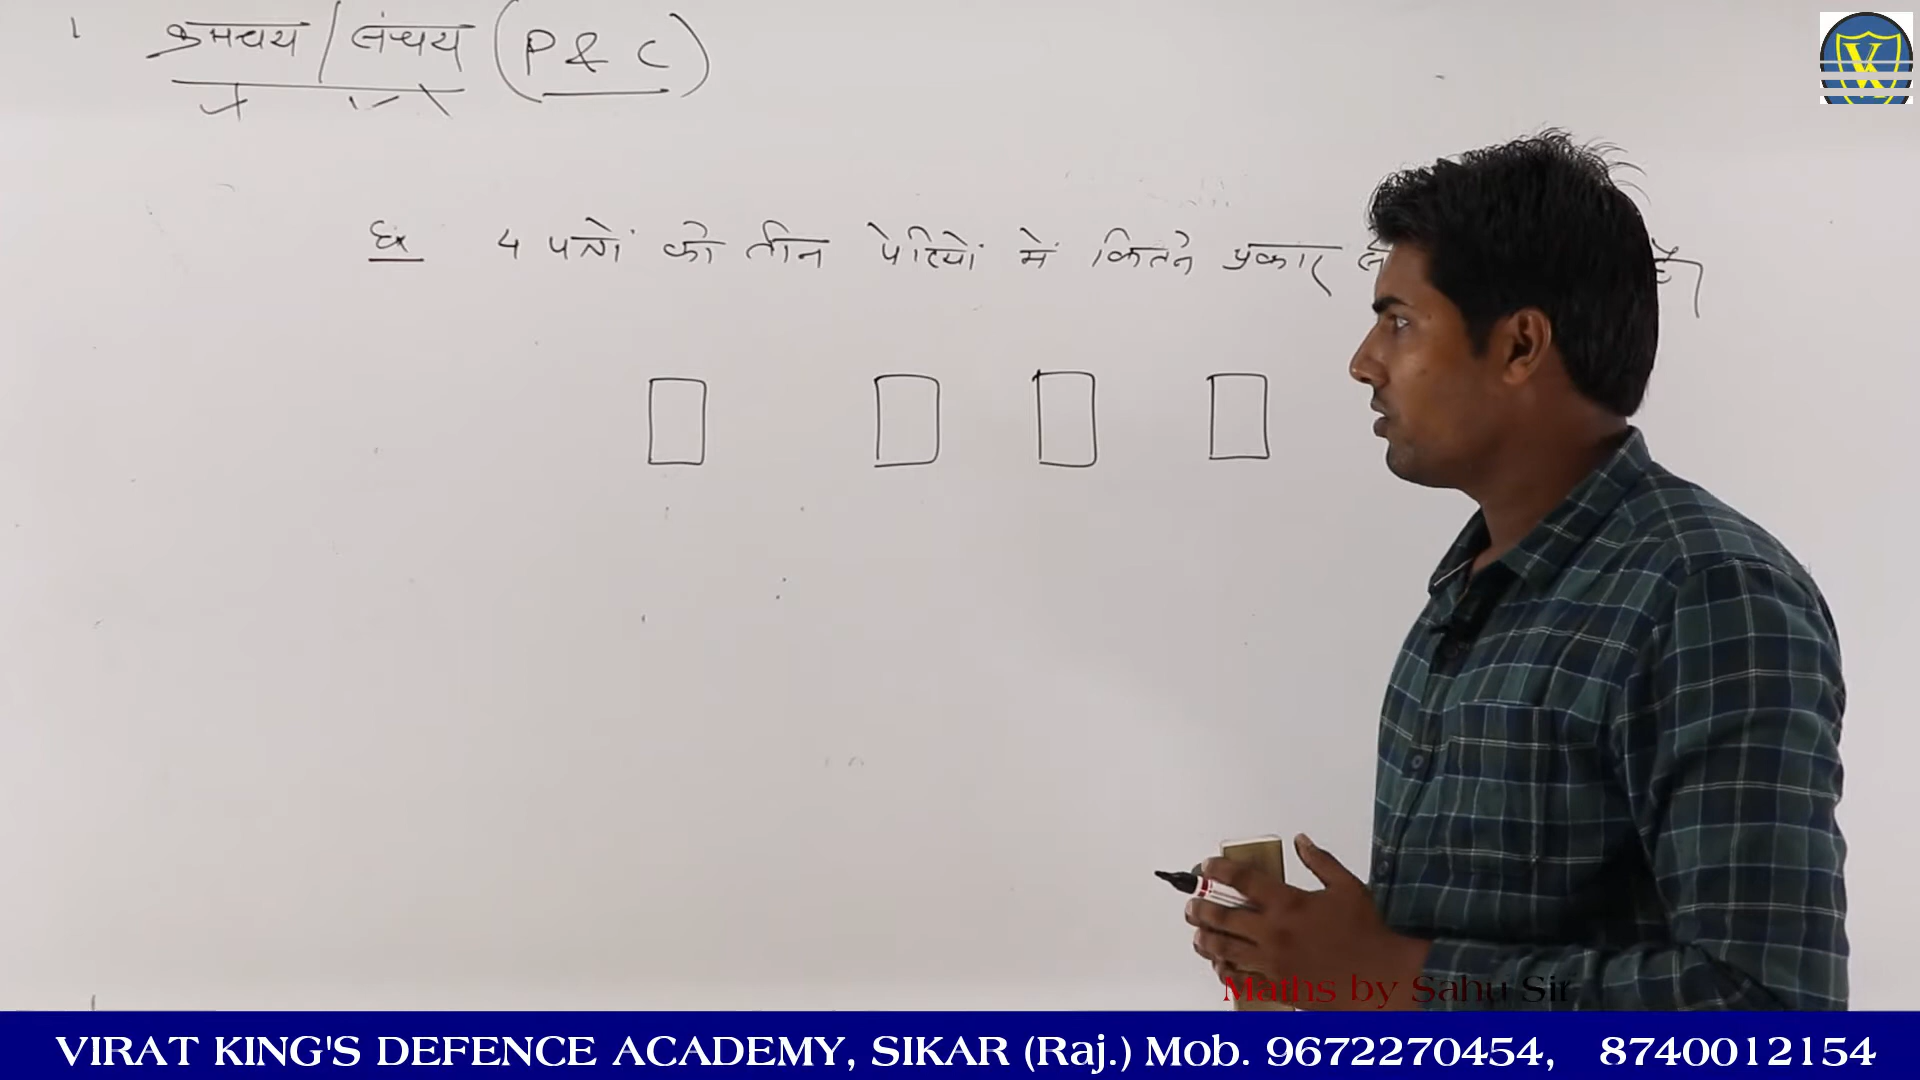 क्रमचय / संचय (P & C)
Ex 4 पत्रों को तीन पेटियों में कितने प्रकार
Maths by Sahu Sir
VIRAT KING'S DEFENCE ACADEMY, SIKAR (Raj.) Mob. 9672270454, 8740012154